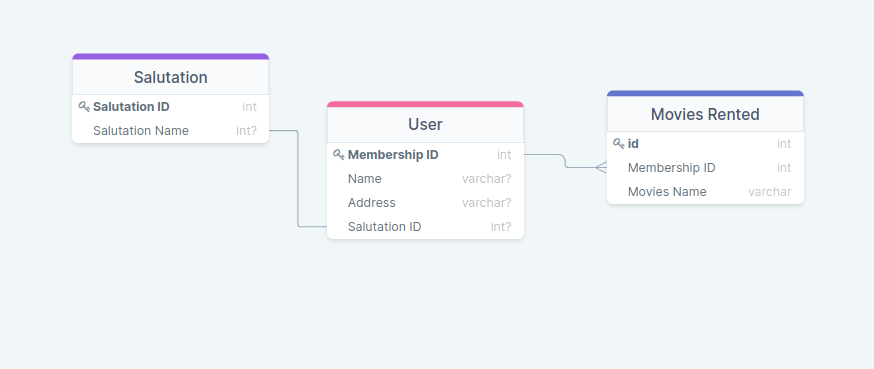 Salutation
Salutation ID int
Salutation Name int?
User
Membership ID int
Name varchar?
Address varchar?
Salutation ID int?
Movies Rented
id int
Membership ID int
Movies Name varchar